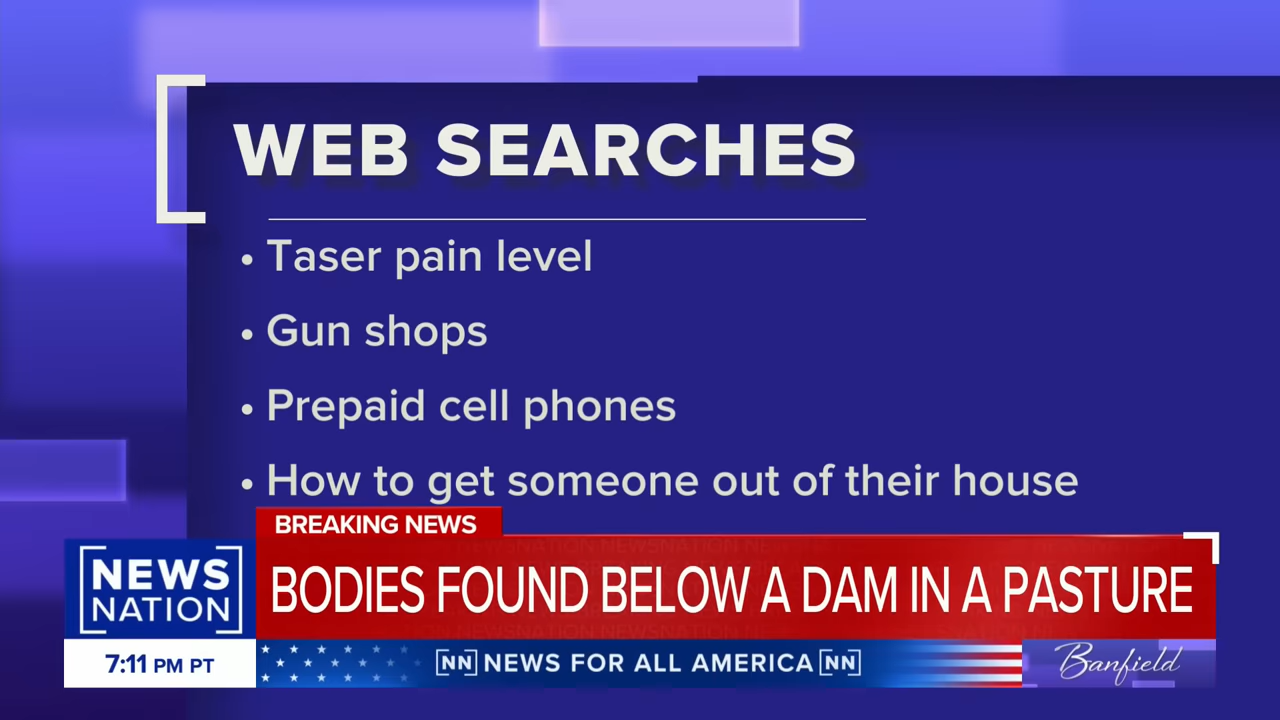 WEB SEARCHES
• Taser pain level
• Gun shops
• Prepaid cell phones
• How to get someone out of their house
BREAKING NEWS
NEWS
NATION
BODIES FOUND BELOW A DAM IN A PASTURE
7:11 PM PT
NN NEWS FOR ALL AMERICA NN
Banfield